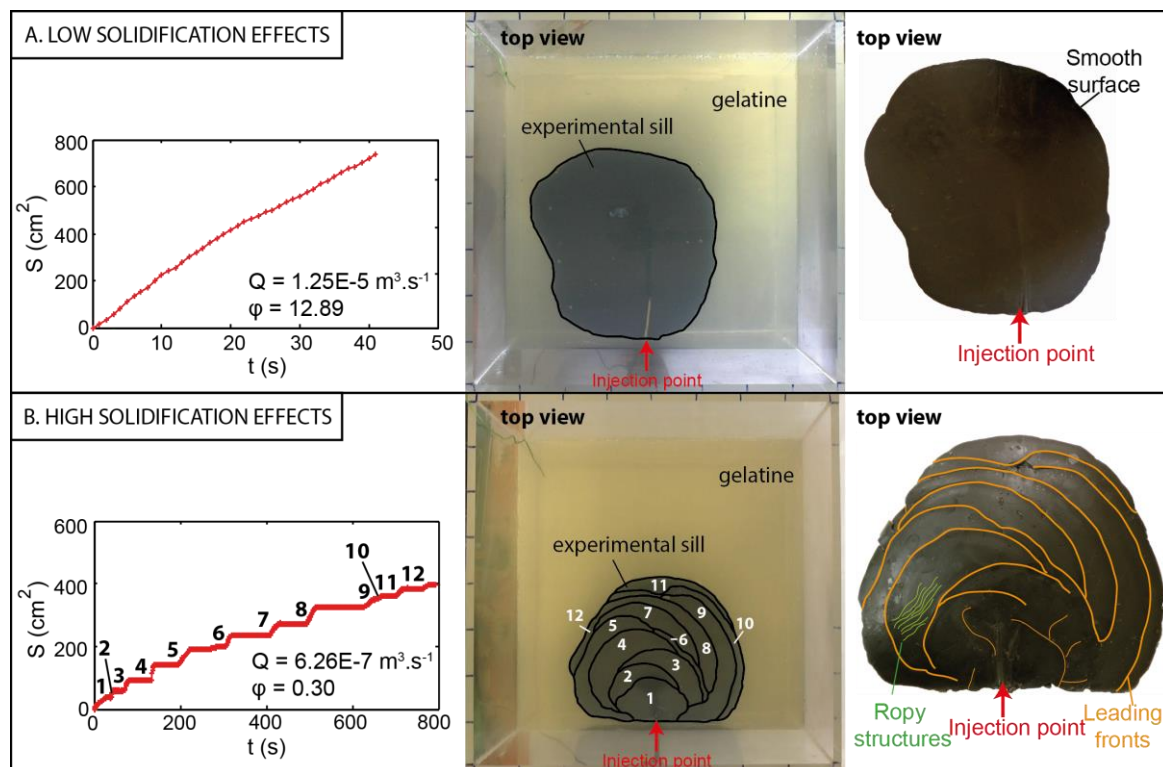 A. LOW SOLIDIFICATION EFFECTS
800
600
400
200
0
S (cm²)
0 10 20 30 40 50
t (s)
Q = 1.25E-5 m³.s⁻¹
φ = 12.89
top view
gelatine
experimental sill
Injection point
top view
Smooth
surface
Injection point
B. HIGH SOLIDIFICATION EFFECTS
600
400
200
0
S (cm²)
0 200 400 600 800
t (s)
1 2 3 4 5 6 7 8 9 10 11 12
Q = 6.26E-7 m³.s⁻¹
φ = 0.30
top view
gelatine
experimental sill
11
12 7 9
5 10
4 6 8
3
2
1
Injection point
top view
Ropy
structures
Injection point
Leading
fronts